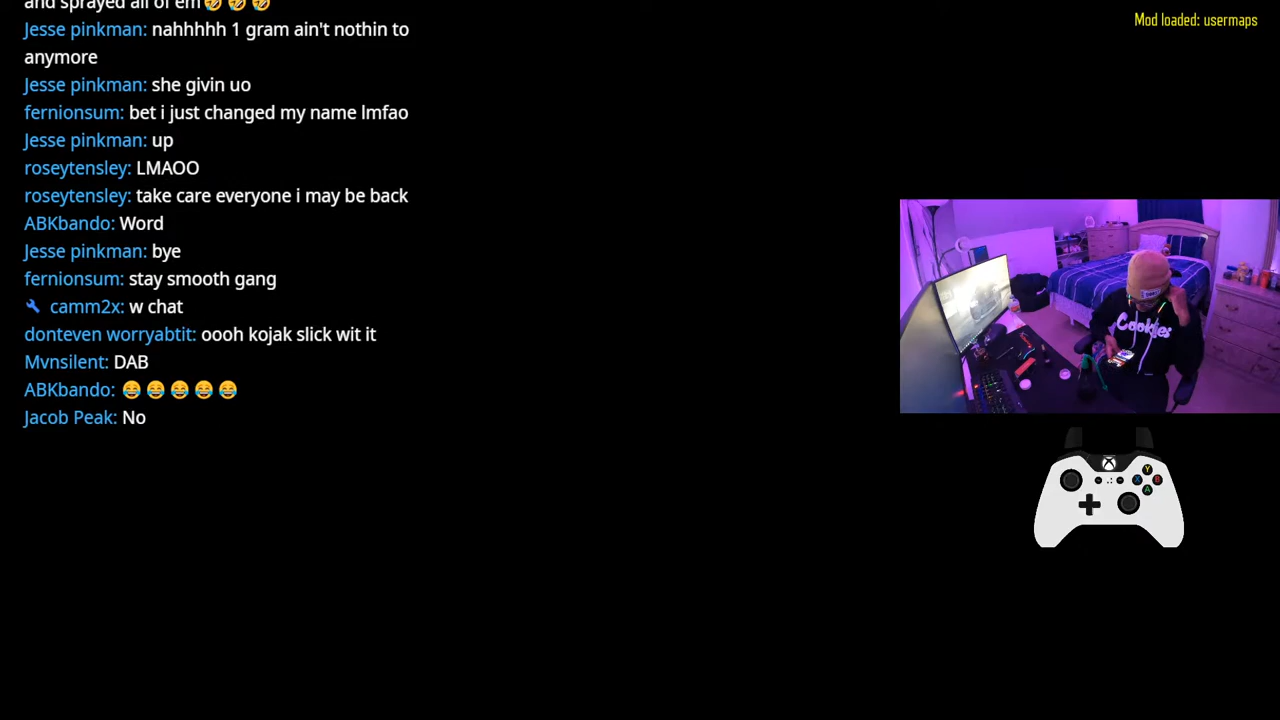 and sprayed all of em🤣🤣🤣
Jesse pinkman: nahhhhh 1 gram ain't nothin to
anymore
Jesse pinkman: she givin uo
fernionsum: bet i just changed my name lmfao
Jesse pinkman: up
roseytensley: LMAOO
roseytensley: take care everyone i may be back
ABKbando: Word
Jesse pinkman: bye
fernionsum: stay smooth gang
camm2x: w chat
donteven worryabtit: oooh kojak slick wit it
Mvnsilent: DAB
ABKbando: 😂😂😂😂😂
Jacob Peak: No
Mod loaded: usermaps
Cookies
Y
X B
A